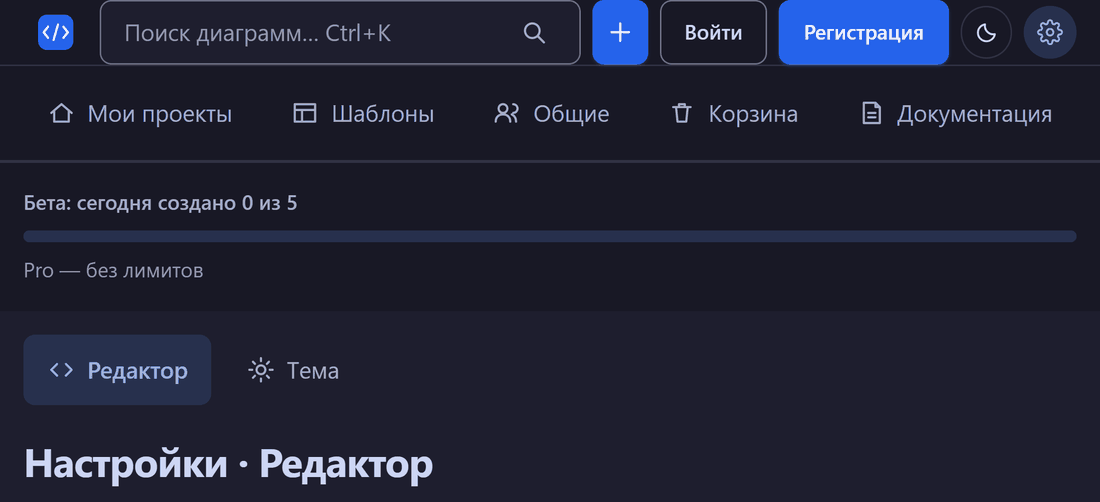 Поиск диаграмм... Ctrl+K
Войти
Регистрация
Мои проекты
Шаблоны
Общие
Корзина
Документация
Бета: сегодня создано 0 из 5
Pro — без лимитов
Редактор
Тема
Настройки · Редактор